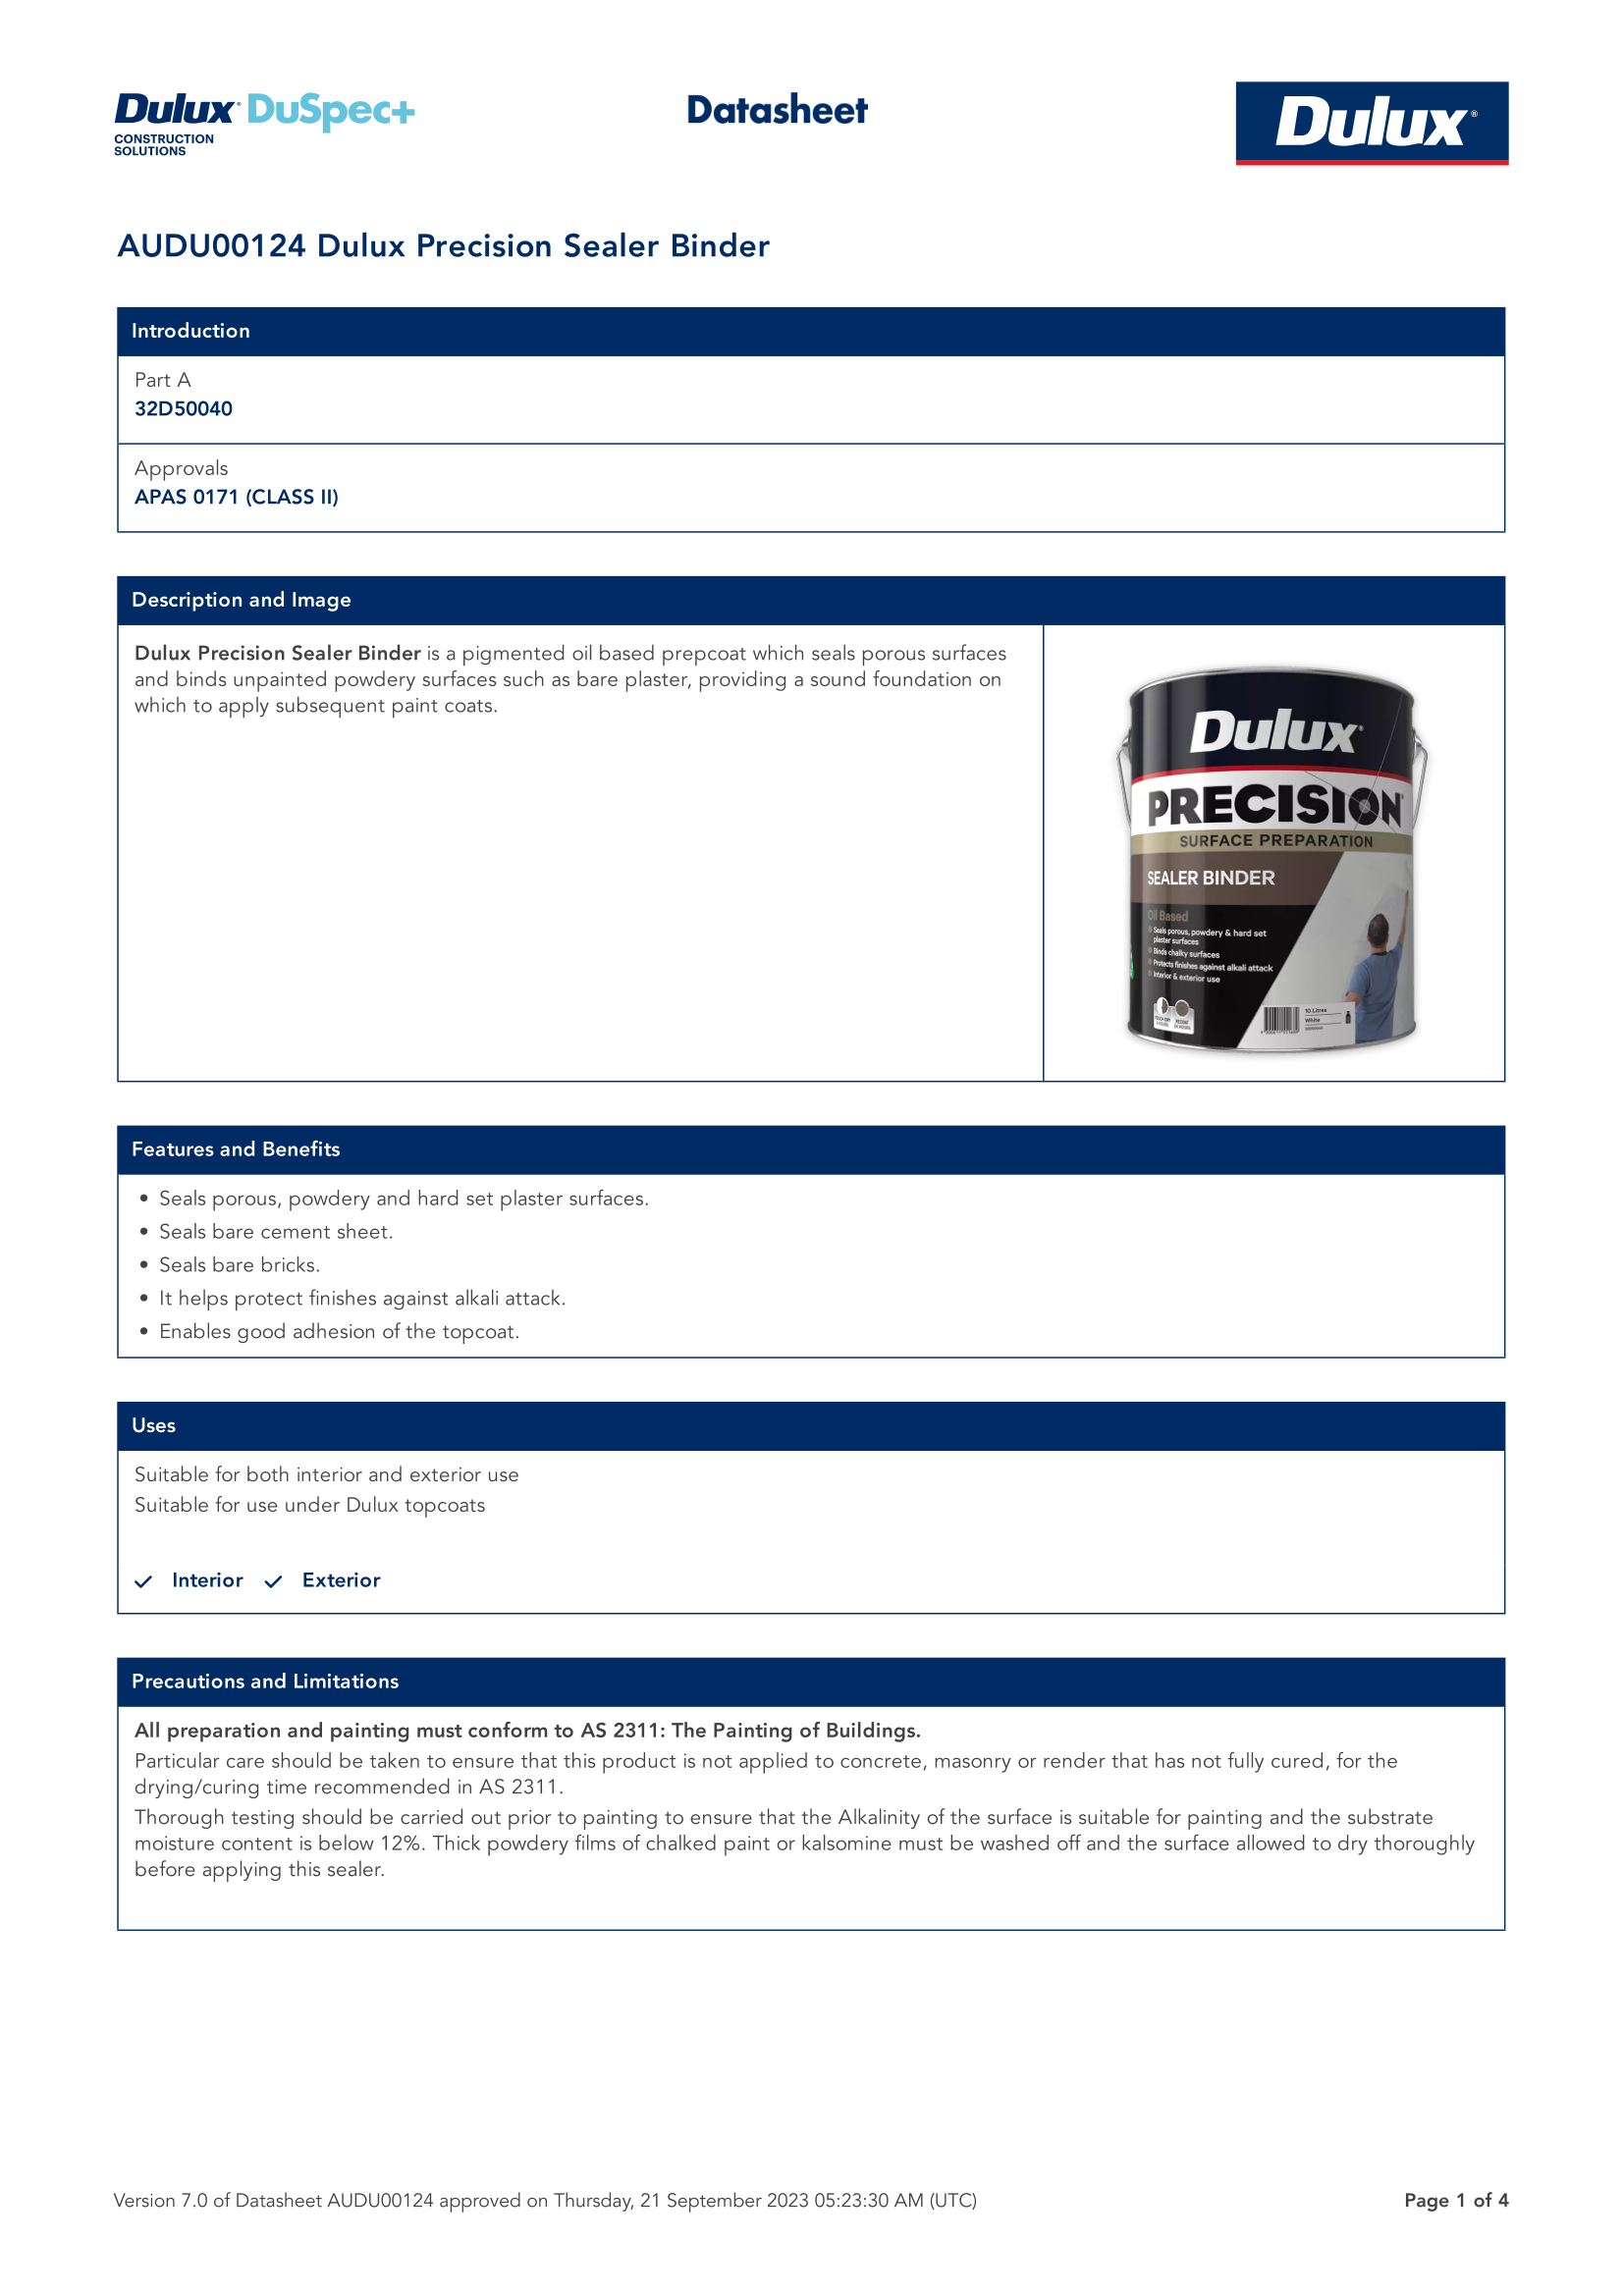 Dulux® DuSpec+
CONSTRUCTION
SOLUTIONS
Datasheet
Dulux®
AUDU00124 Dulux Precision Sealer Binder
Introduction
Part A
32D50040
Approvals
APAS 0171 (CLASS II)
Description and Image
Dulux Precision Sealer Binder is a pigmented oil based prepcoat which seals porous surfaces
and binds unpainted powdery surfaces such as bare plaster, providing a sound foundation on
which to apply subsequent paint coats.
Dulux®
PRECISION
SURFACE PREPARATION
SEALER BINDER
Oil Based
Seals porous, powdery & hard set
plaster surfaces
Binds chalky surfaces
Protects finishes against alkali attack
Interior & exterior use
10 Litres
White
Features and Benefits
• Seals porous, powdery and hard set plaster surfaces.
• Seals bare cement sheet.
• Seals bare bricks.
• It helps protect finishes against alkali attack.
• Enables good adhesion of the topcoat.
Uses
Suitable for both interior and exterior use
Suitable for use under Dulux topcoats
✓ Interior ✓ Exterior
Precautions and Limitations
All preparation and painting must conform to AS 2311: The Painting of Buildings.
Particular care should be taken to ensure that this product is not applied to concrete, masonry or render that has not fully cured, for the
drying/curing time recommended in AS 2311.
Thorough testing should be carried out prior to painting to ensure that the Alkalinity of the surface is suitable for painting and the substrate
moisture content is below 12%. Thick powdery films of chalked paint or kalsomine must be washed off and the surface allowed to dry thoroughly
before applying this sealer.
Version 7.0 of Datasheet AUDU00124 approved on Thursday, 21 September 2023 05:23:30 AM (UTC)
Page 1 of 4